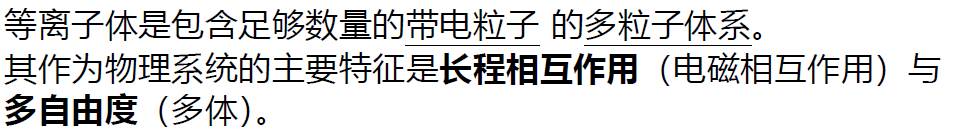 等离子体是包含足够数量的带电粒子 的多粒子体系。
其作为物理系统的主要特征是长程相互作用（电磁相互作用）与
多自由度（多体）。